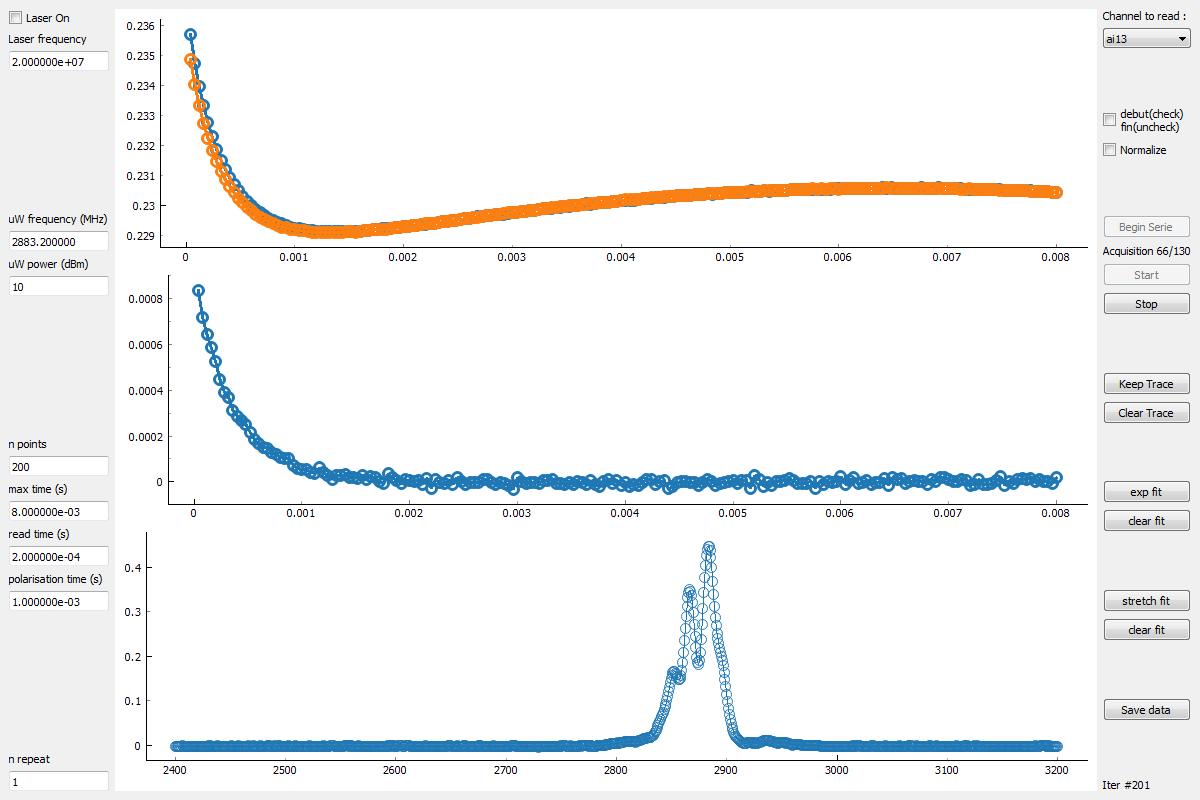 Laser On
Laser frequency
2.000000e+07
uW frequency (MHz)
2883.200000
uW power (dBm)
10
n points
200
max time (s)
8.000000e-03
read time (s)
2.000000e-04
polarisation time (s)
1.000000e-03
n repeat
1
0.236
0.235
0.234
0.233
0.232
0.231
0.23
0.229
0 0.001 0.002 0.003 0.004 0.005 0.006 0.007 0.008
0.0008
0.0006
0.0004
0.0002
0
0 0.001 0.002 0.003 0.004 0.005 0.006 0.007 0.008
0.4
0.3
0.2
0.1
0
2400 2500 2600 2700 2800 2900 3000 3100 3200
Channel to read :
ai13
debut(check)
fin(uncheck)
Normalize
Begin Serie
Acquisition 66/130
Start
Stop
Keep Trace
Clear Trace
exp fit
clear fit
stretch fit
clear fit
Save data
Iter #201